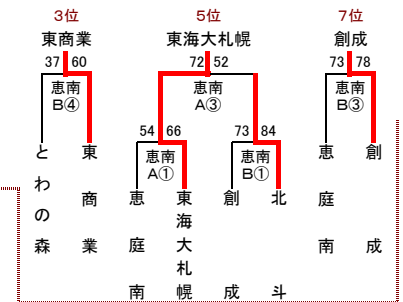 3位
5位
7位
東商業
東海大札幌
創成
37 60
72 52
73 78
恵南
B④
恵南
A③
恵南
B③
54 66
73 84
恵南
A①
恵南
B①
とわの森
東商業
恵庭南
東海大札幌
創成
北斗
恵庭南
創成